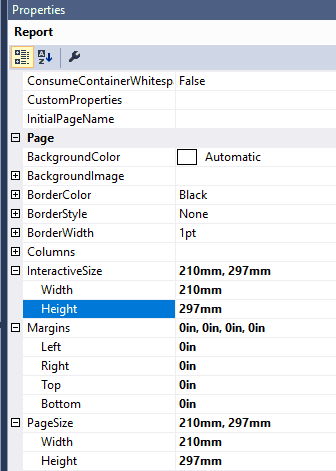 Properties
Report
ConsumeContainerWhitesp False
CustomProperties
InitialPageName
Page
BackgroundColor Automatic
BackgroundImage
BorderColor Black
BorderStyle None
BorderWidth 1pt
Columns
InteractiveSize 210mm, 297mm
Width 210mm
Height 297mm
Margins 0in, 0in, 0in, 0in
Left 0in
Right 0in
Top 0in
Bottom 0in
PageSize 210mm, 297mm
Width 210mm
Height 297mm